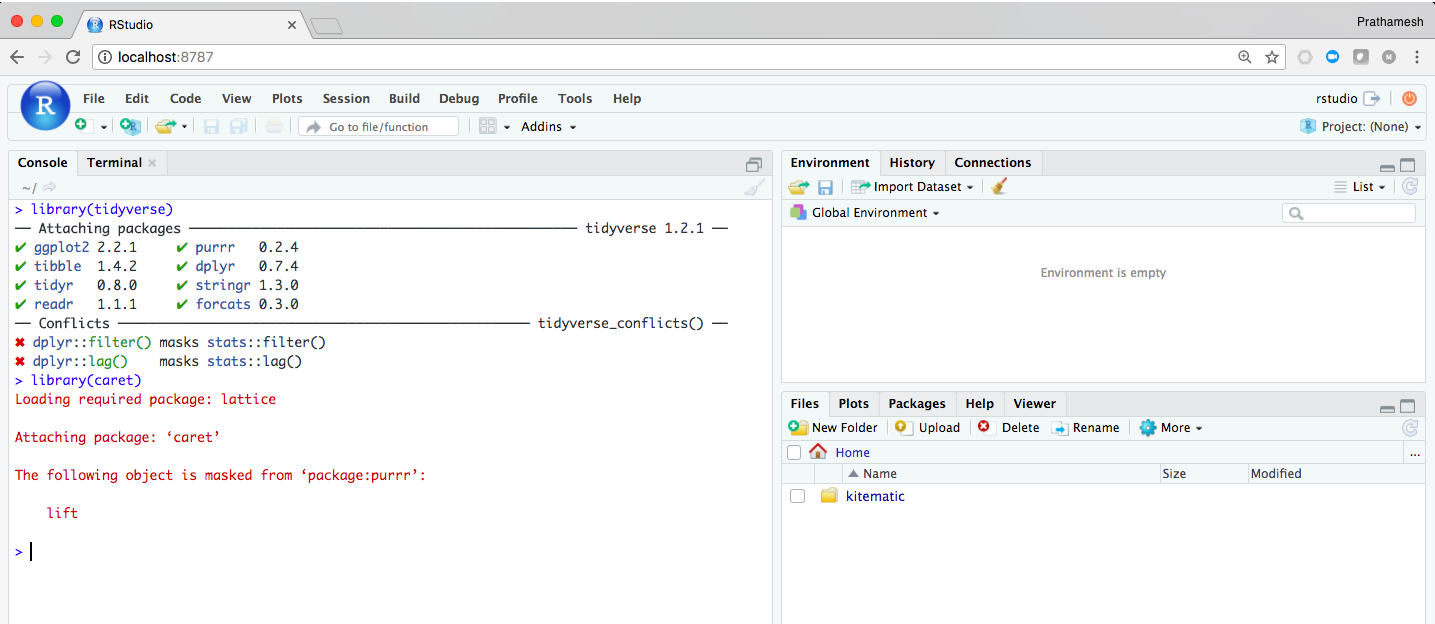 RStudio
Prathamesh
localhost:8787
R
File Edit Code View Plots Session Build Debug Profile Tools Help
rstudio
R Go to file/function Addins
R Project: (None)
Console Terminal
~/
> library(tidyverse)
── Attaching packages ───────────────────────────────────────── tidyverse 1.2.1 ──
✔ ggplot2 2.2.1 ✔ purrr 0.2.4
✔ tibble 1.4.2 ✔ dplyr 0.7.4
✔ tidyr 0.8.0 ✔ stringr 1.3.0
✔ readr 1.1.1 ✔ forcats 0.3.0
── Conflicts ──────────────────────────────────────────── tidyverse_conflicts() ──
✖ dplyr::filter() masks stats::filter()
✖ dplyr::lag() masks stats::lag()
> library(caret)
Loading required package: lattice
Attaching package: ‘caret’
The following object is masked from ‘package:purrr’:
lift
>
Environment History Connections
Import Dataset List
Global Environment
Environment is empty
Files Plots Packages Help Viewer
New Folder Upload Delete Rename More
Home ...
Name Size Modified
kitematic